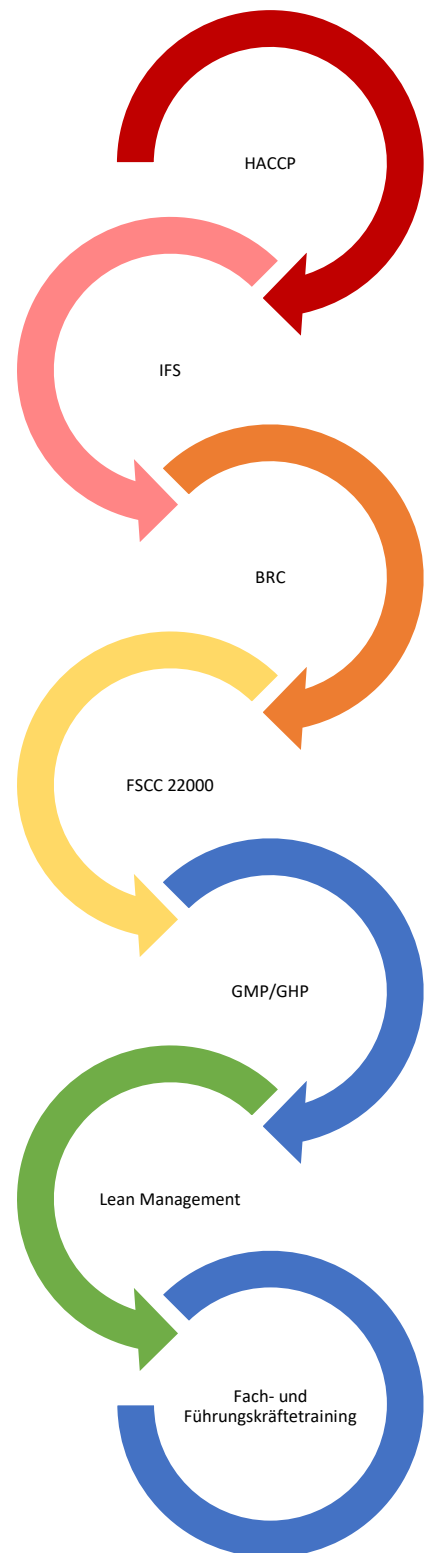 HACCP
IFS
BRC
FSCC 22000
GMP/GHP
Lean Management
Fach- und
Führungskräftetraining